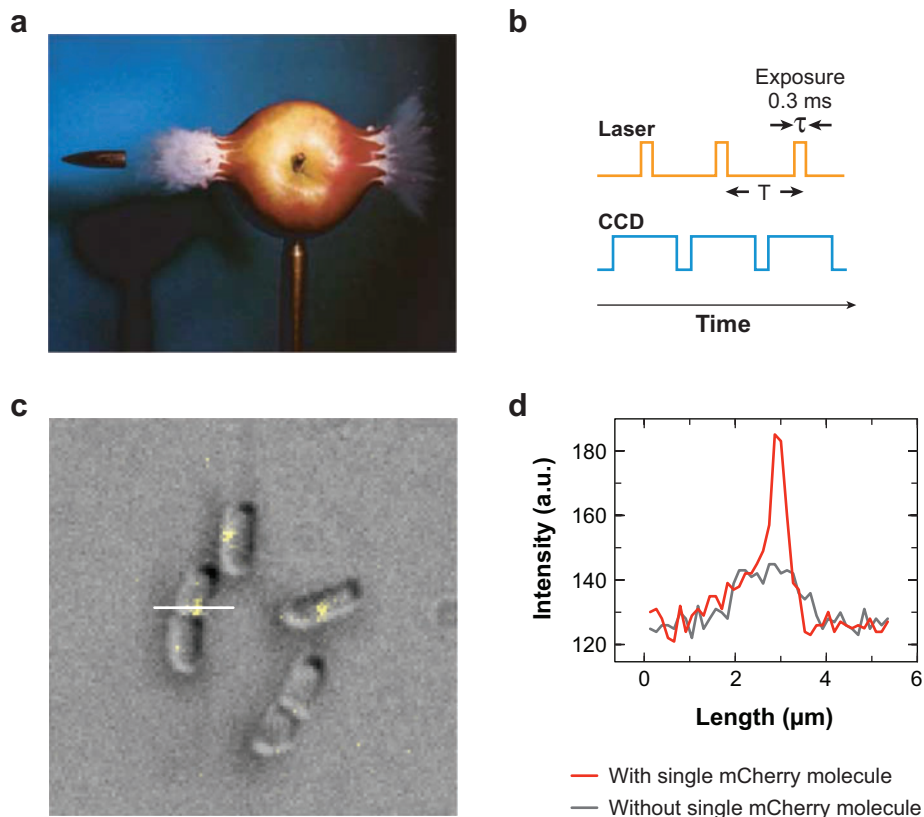 a
b
Exposure
0.3 ms
τ
Laser
T
CCD
Time
c
d
180
160
140
120
Intensity (a.u.)
0
2
4
6
Length (µm)
With single mCherry molecule
Without single mCherry molecule